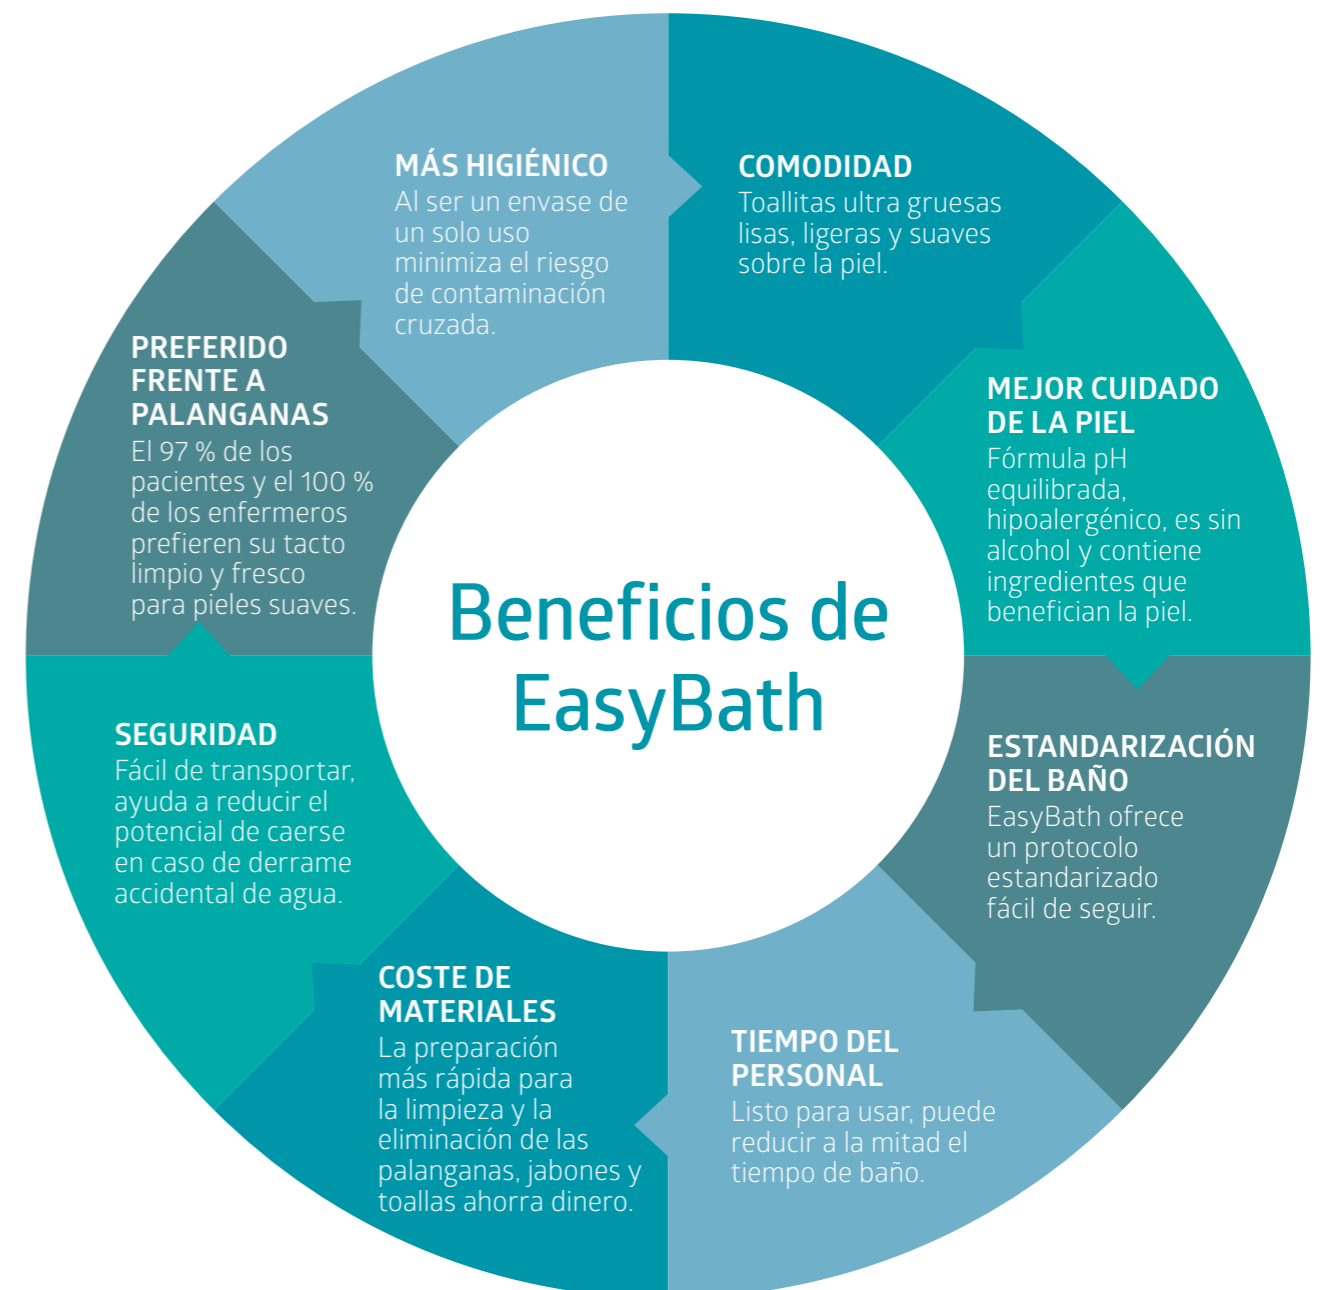 MÁS HIGIÉNICO
Al ser un envase de
un solo uso
minimiza el riesgo
de contaminación
cruzada.
COMODIDAD
Toallitas ultra gruesas
lisas, ligeras y suaves
sobre la piel.
MEJOR CUIDADO
DE LA PIEL
Fórmula pH
equilibrada,
hipoalergénico, es sin
alcohol y contiene
ingredientes que
benefician la piel.
ESTANDARIZACIÓN
DEL BAÑO
EasyBath ofrece
un protocolo
estandarizado
fácil de seguir.
TIEMPO DEL
PERSONAL
Listo para usar, puede
reducir a la mitad el
tiempo de baño.
COSTE DE
MATERIALES
La preparación
más rápida para
la limpieza y la
eliminación de las
palanganas, jabones y
toallas ahorra dinero.
SEGURIDAD
Fácil de transportar,
ayuda a reducir el
potencial de caerse
en caso de derrame
accidental de agua.
PREFERIDO
FRENTE A
PALANGANAS
El 97 % de los
pacientes y el 100 %
de los enfermeros
prefieren su tacto
limpio y fresco
para pieles suaves.
Beneficios de
EasyBath